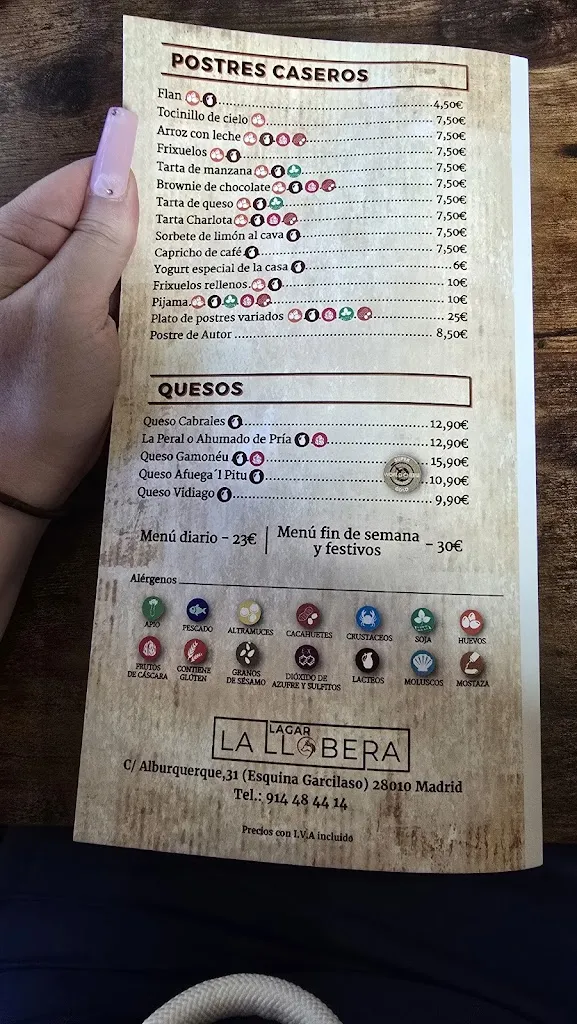 POSTRES CASEROS
Flan 4,50€
Tocinillo de cielo 7,50€
Arroz con leche 7,50€
Frixuelos 7,50€
Tarta de manzana 7,50€
Brownie de chocolate 7,50€
Tarta de queso 7,50€
Tarta Charlota 7,50€
Sorbete de limón al cava 7,50€
Capricho de café 7,50€
Yogurt especial de la casa 6€
Frixuelos rellenos 10€
Pijama 10€
Plato de postres variados 25€
Postre de Autor 8,50€
QUESOS
Queso Cabrales 12,90€
La Peral o Ahumado de Pría 12,90€
Queso Gamonéu 15,90€
Queso Afuega´l Pitu 10,90€
Queso Vidiago 9,90€
Menú diario - 23€ Menú fin de semana
y festivos - 30€
Alérgenos
APIO PESCADO ALTRAMUCES CACAHUETES CRUSTÁCEOS SOJA HUEVOS
FRUTOS CONTIENE GRANOS DIÓXIDO DE LACTEOS MOLUSCOS MOSTAZA
DE CÁSCARA GLÚTEN DE SÉSAMO AZUFRE Y SULFITOS
LAGAR
LA LLOBERA
C/ Alburquerque,31 (Esquina Garcilaso) 28010 Madrid
Tel.: 914 48 44 14
Precios con I.V.A incluido